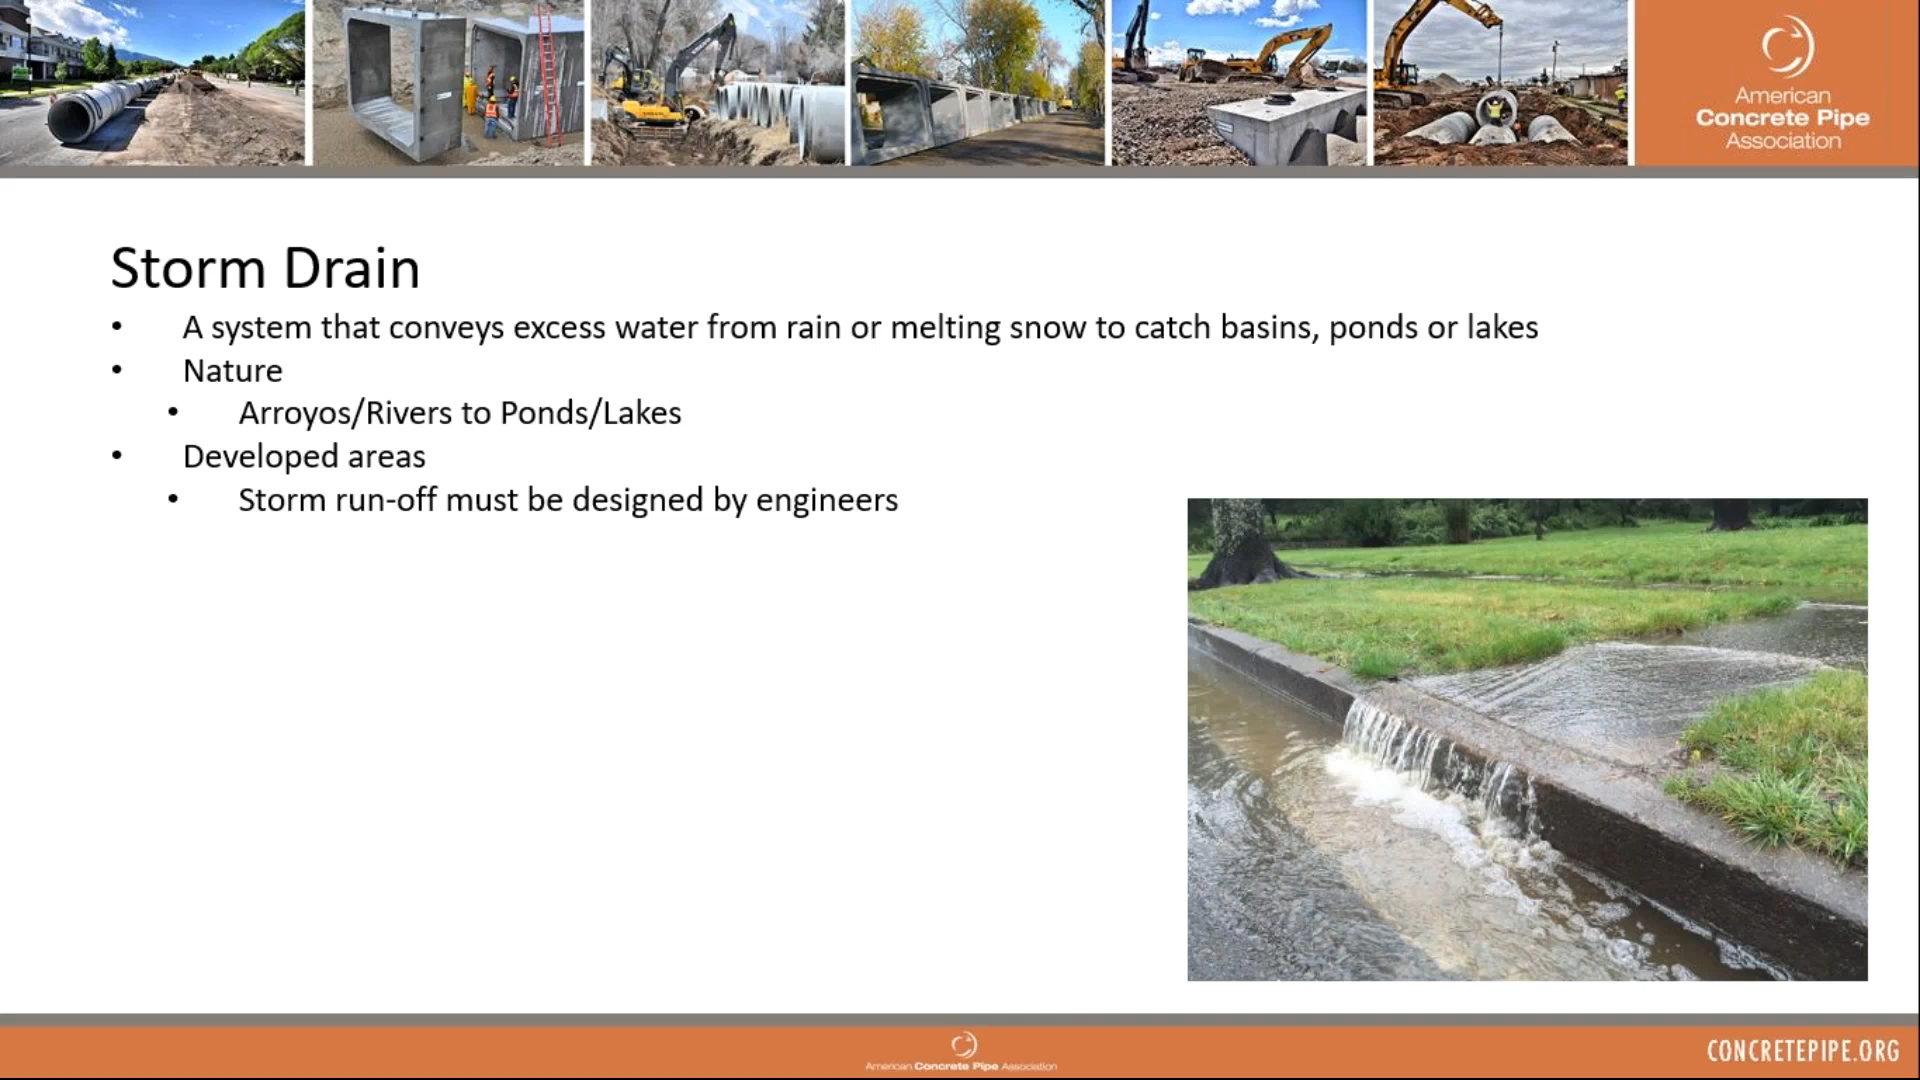 American
Concrete Pipe
Association
Storm Drain
• A system that conveys excess water from rain or melting snow to catch basins, ponds or lakes
• Nature
• Arroyos/Rivers to Ponds/Lakes
• Developed areas
• Storm run-off must be designed by engineers
American Concrete Pipe Association
CONCRETEPIPE.ORG